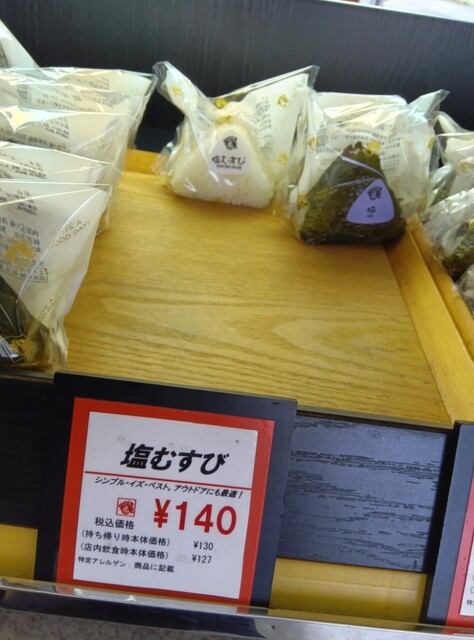 塩むすび
HAVE A
GOOD DAY!
塩むすび
シンプル・イズ・ベスト。アウトドアにも最適！
税込価格 ¥140
(持ち帰り時本体価格) ¥130
(店内飲食時本体価格) ¥127
特定アレルゲン：商品に記載